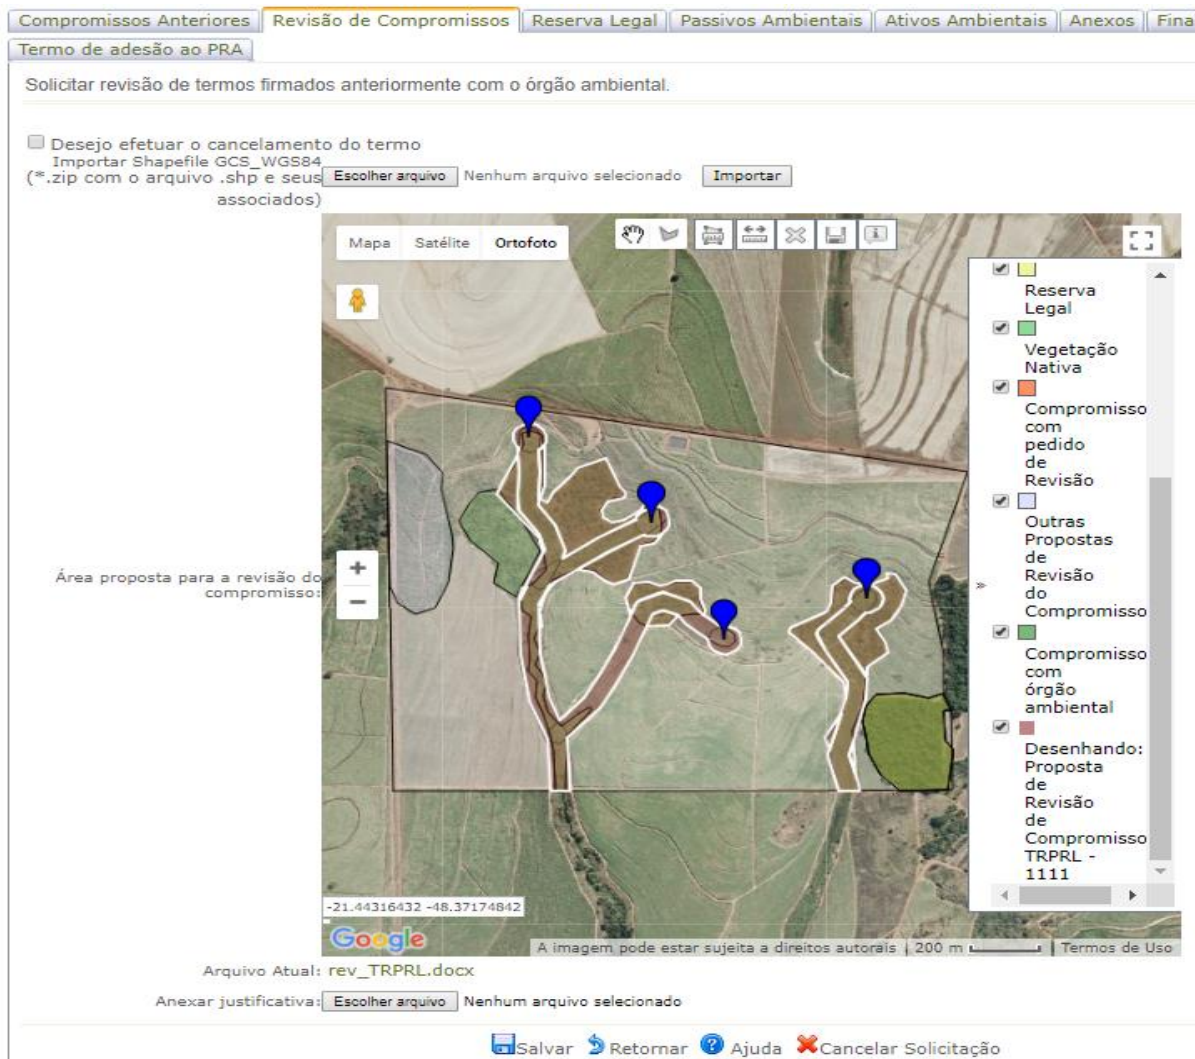 Compromissos Anteriores
Revisão de Compromissos
Reserva Legal
Passivos Ambientais
Ativos Ambientais
Anexos
Fina
Termo de adesão ao PRA
Solicitar revisão de termos firmados anteriormente com o órgão ambiental.
Desejo efetuar o cancelamento do termo
Importar Shapefile GCS_WGS84
(*.zip com o arquivo .shp e seus
associados)
Escolher arquivo Nenhum arquivo selecionado Importar
Mapa Satélite Ortofoto
Reserva
Legal
Vegetação
Nativa
Compromisso
com
pedido
de
Revisão
Outras
Propostas
de
Revisão
do
Compromisso
Compromisso
com
órgão
ambiental
Desenhando:
Proposta
de
Revisão
de
Compromisso
TRPRL -
1111
»
Área proposta para a revisão do
compromisso:
-21.44316432 -48.37174842
Google
A imagem pode estar sujeita a direitos autorais 200 m Termos de Uso
Arquivo Atual: rev_TRPRL.docx
Anexar justificativa: Escolher arquivo Nenhum arquivo selecionado
Salvar Retornar Ajuda Cancelar Solicitação